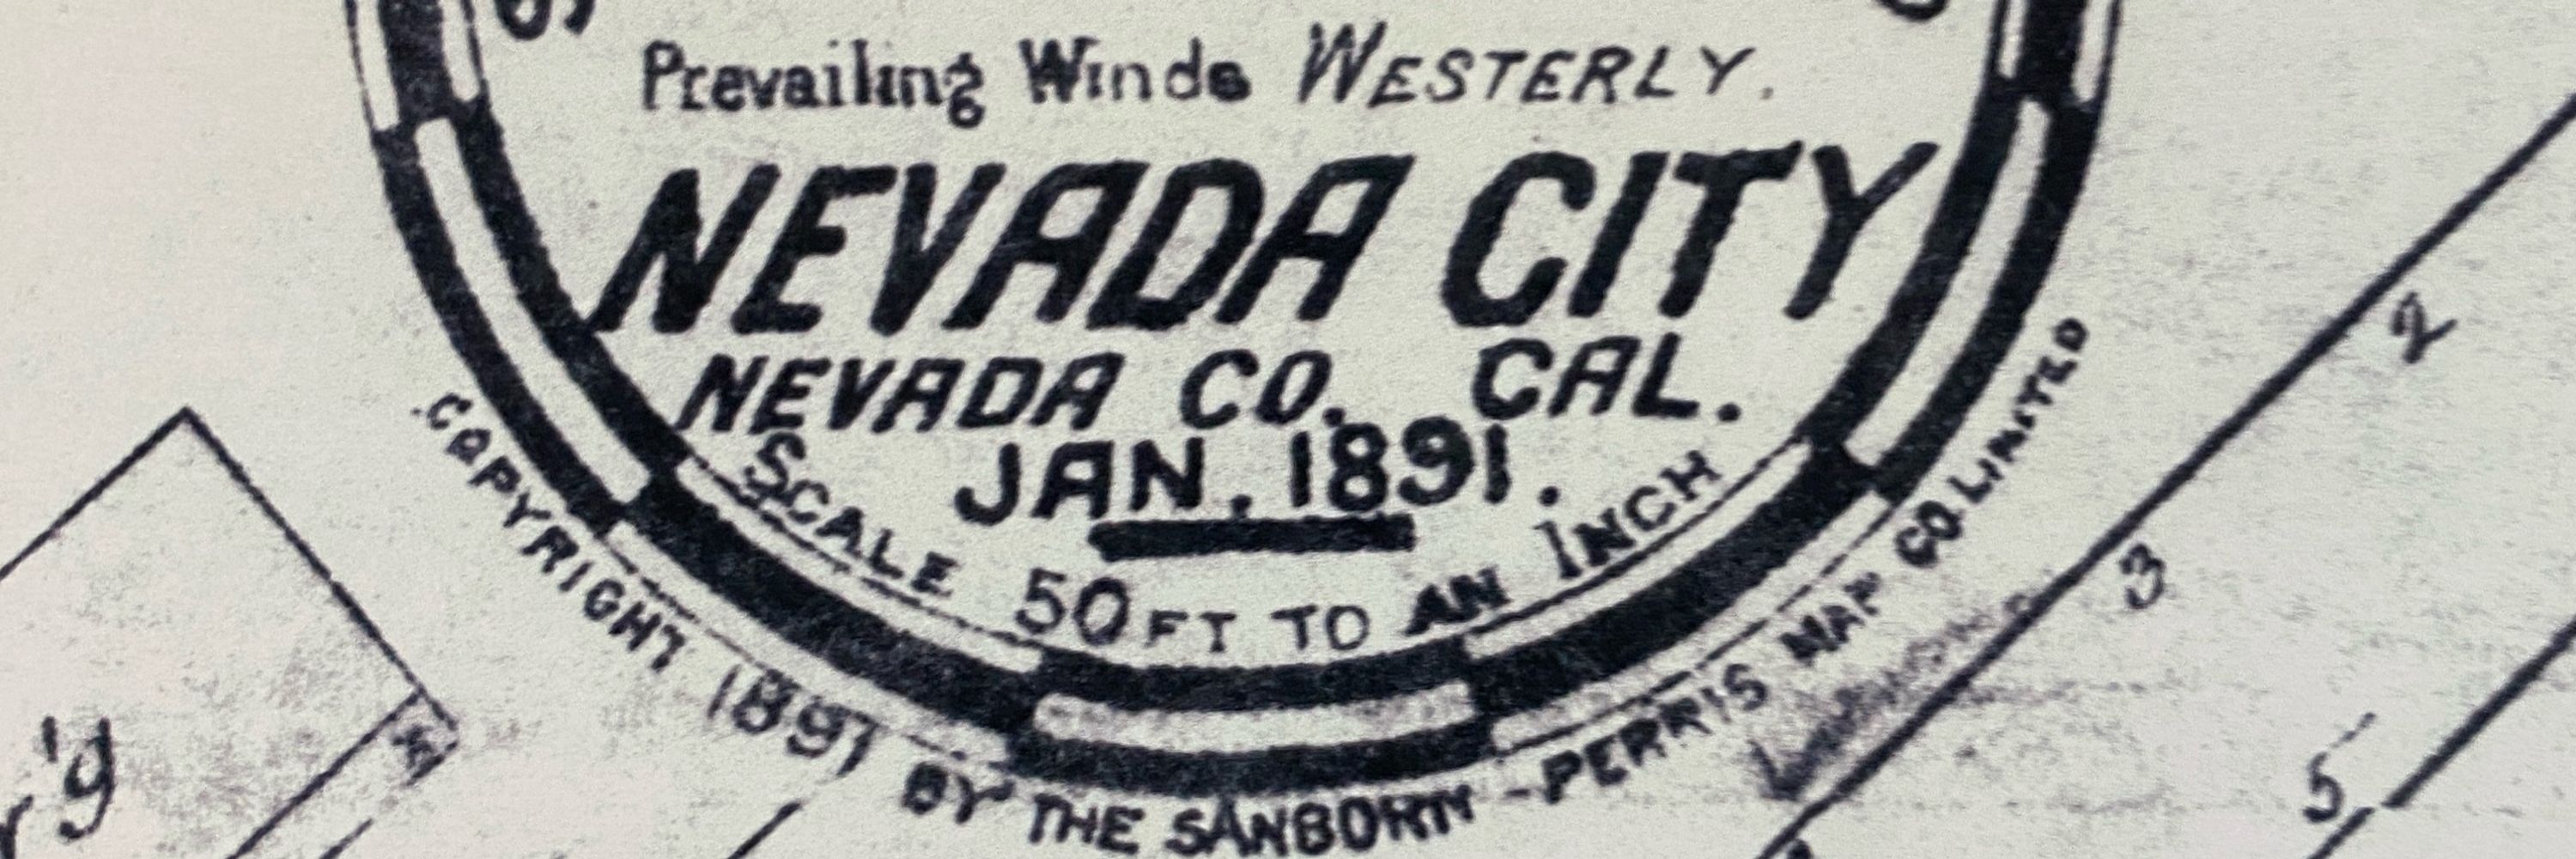 Prevailing Winds WESTERLY.
NEVADA CITY
NEVADA CO. CAL.
JAN. 1891.
SCALE 50 FT TO AN INCH
COPYRIGHT 1891 BY THE SANBORN-PERRIS MAP CO LIMITED
2
3
5
'g